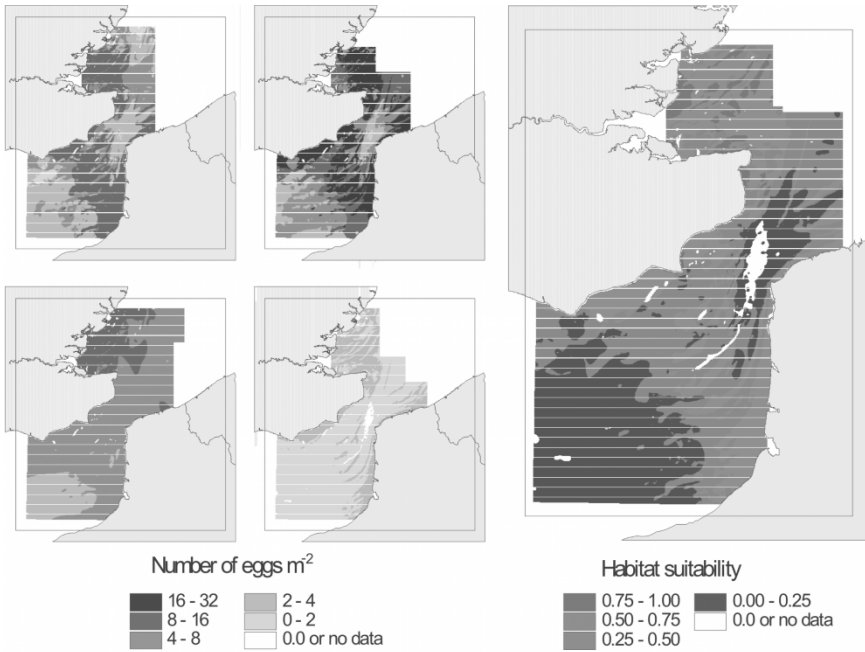 Number of eggs m-2
16 - 32
8 - 16
4 - 8
2 - 4
0 - 2
0.0 or no data
Habitat suitability
0.75 - 1.00
0.50 - 0.75
0.25 - 0.50
0.00 - 0.25
0.0 or no data